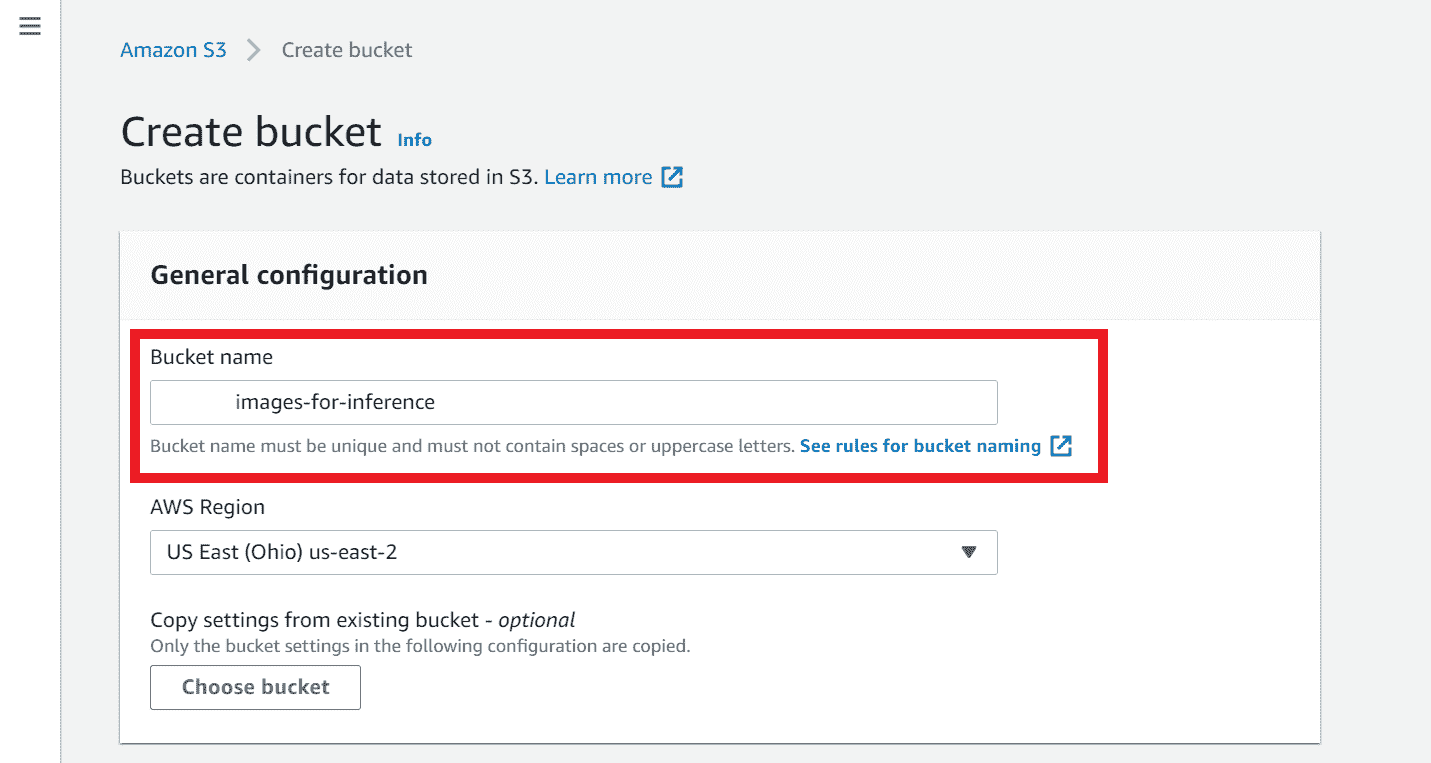 Amazon S3 > Create bucket
Create bucket Info
Buckets are containers for data stored in S3. Learn more
General configuration
Bucket name
images-for-inference
Bucket name must be unique and must not contain spaces or uppercase letters. See rules for bucket naming
AWS Region
US East (Ohio) us-east-2
Copy settings from existing bucket - optional
Only the bucket settings in the following configuration are copied.
Choose bucket